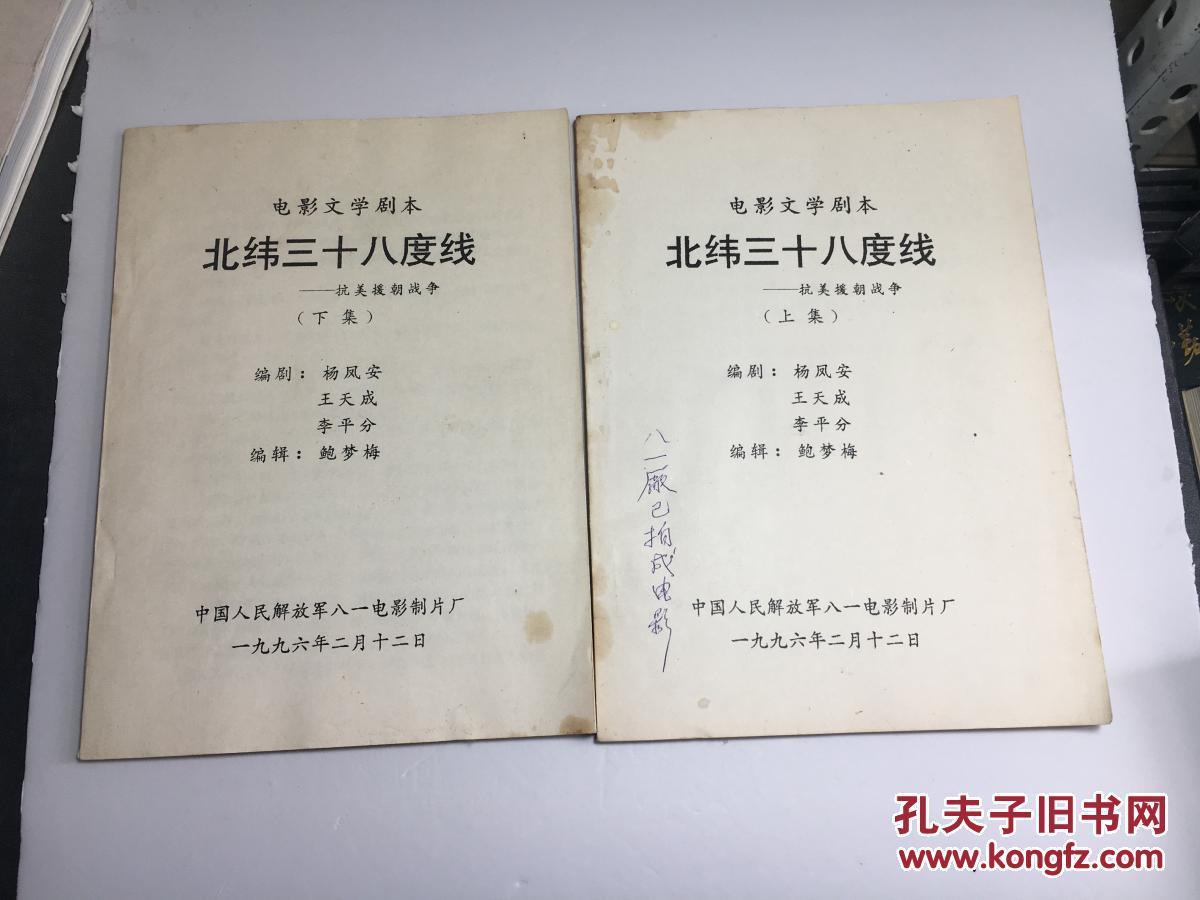 电影文学剧本
北纬三十八度线
——抗美援朝战争
（下集）
编剧：杨凤安
王天成
李平分
编辑：鲍梦梅
中国人民解放军八一电影制片厂
一九九六年二月十二日
电影文学剧本
北纬三十八度线
——抗美援朝战争
（上集）
编剧：杨凤安
王天成
李平分
编辑：鲍梦梅
八一厰已拍成电影
中国人民解放军八一电影制片厂
一九九六年二月十二日
孔夫子旧书网
www.kongfz.com